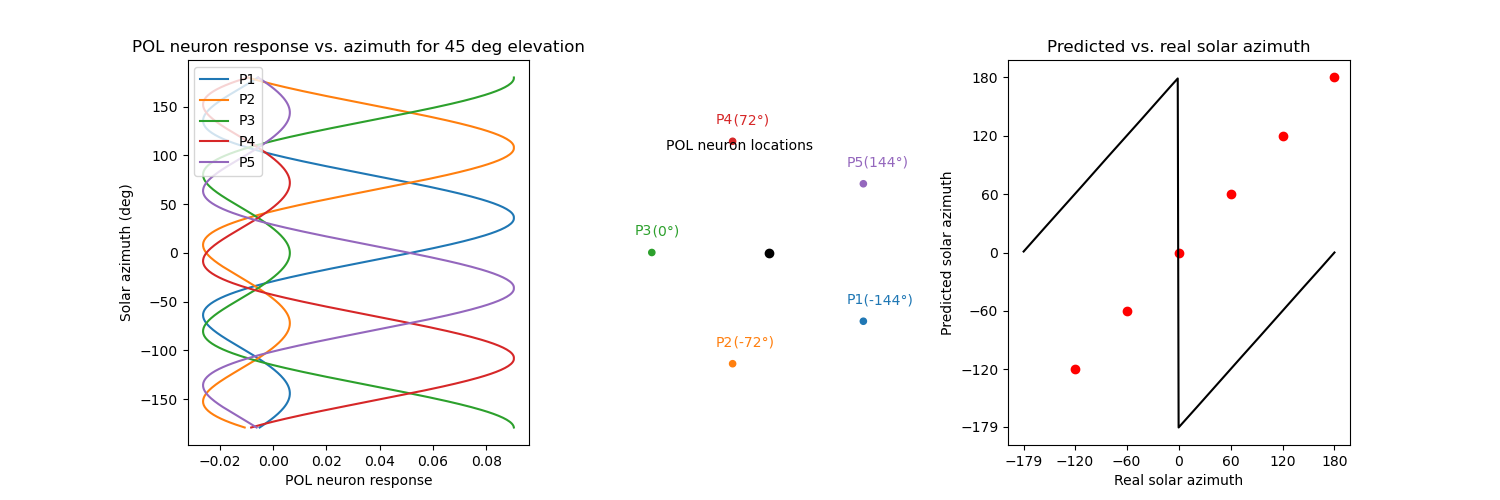 POL neuron response vs. azimuth for 45 deg elevation
P1
P2
P3
P4
P5
150
100
50
0
−50
−100
−150
Solar azimuth (deg)
−0.02 0.00 0.02 0.04 0.06 0.08
POL neuron response
P4(72°)
POL neuron locations
P5(144°)
P3(0°)
P1(-144°)
P2(-72°)
Predicted vs. real solar azimuth
180
120
60
0
−60
−120
−179
Predicted solar azimuth
−179 −120 −60 0 60 120 180
Real solar azimuth